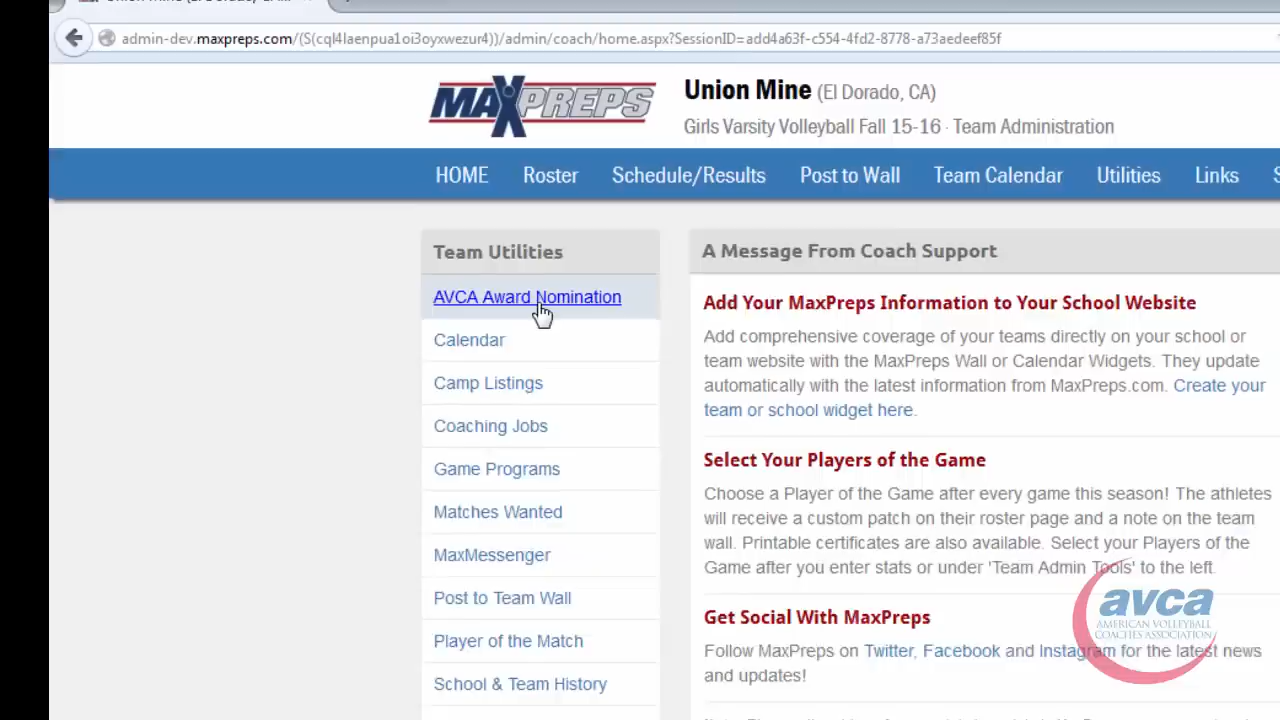 admin-dev.maxpreps.com/(S(cql4laenpua1oi3oyxwezur4))/admin/coach/home.aspx?SessionID=add4a63f-c554-4fd2-8778-a73aedeef85f
MAXPREPS
Union Mine (El Dorado, CA)
Girls Varsity Volleyball Fall 15-16 · Team Administration
HOME Roster Schedule/Results Post to Wall Team Calendar Utilities Links
Team Utilities
AVCA Award Nomination
Calendar
Camp Listings
Coaching Jobs
Game Programs
Matches Wanted
MaxMessenger
Post to Team Wall
Player of the Match
School & Team History
A Message From Coach Support
Add Your MaxPreps Information to Your School Website
Add comprehensive coverage of your teams directly on your school or
team website with the MaxPreps Wall or Calendar Widgets. They update
automatically with the latest information from MaxPreps.com. Create your
team or school widget here.
Select Your Players of the Game
Choose a Player of the Game after every game this season! The athletes
will receive a custom patch on their roster page and a note on the team
wall. Printable certificates are also available. Select your Players of the
Game after you enter stats or under 'Team Admin Tools' to the left.
Get Social With MaxPreps
Follow MaxPreps on Twitter, Facebook and Instagram for the latest news
and updates!
avca
AMERICAN VOLLEYBALL
COACHES ASSOCIATION